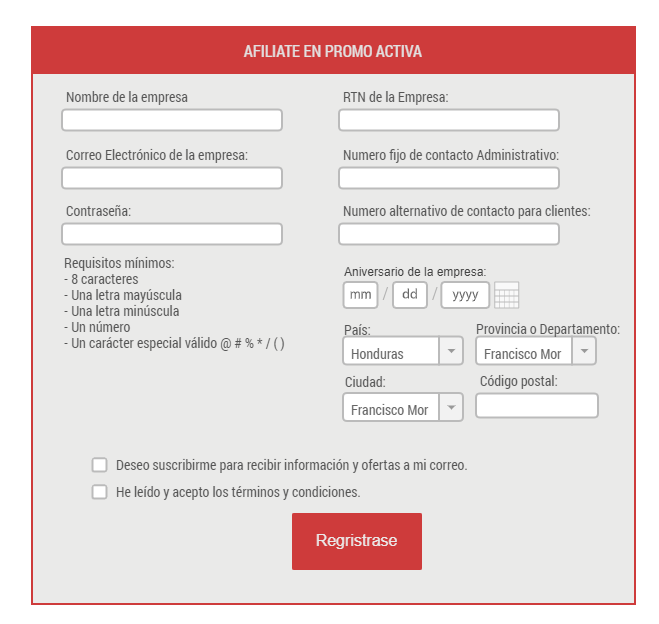 AFILIATE EN PROMO ACTIVA
Nombre de la empresa
RTN de la Empresa:
Correo Electrónico de la empresa:
Numero fijo de contacto Administrativo:
Contraseña:
Numero alternativo de contacto para clientes:
Requisitos mínimos:
- 8 caracteres
- Una letra mayúscula
- Una letra minúscula
- Un número
- Un carácter especial válido @ # % * / ( )
Aniversario de la empresa:
mm / dd / yyyy
País:
Provincia o Departamento:
Honduras
Francisco Mor
Ciudad:
Código postal:
Francisco Mor
Deseo suscribirme para recibir información y ofertas a mi correo.
He leído y acepto los términos y condiciones.
Regristrase